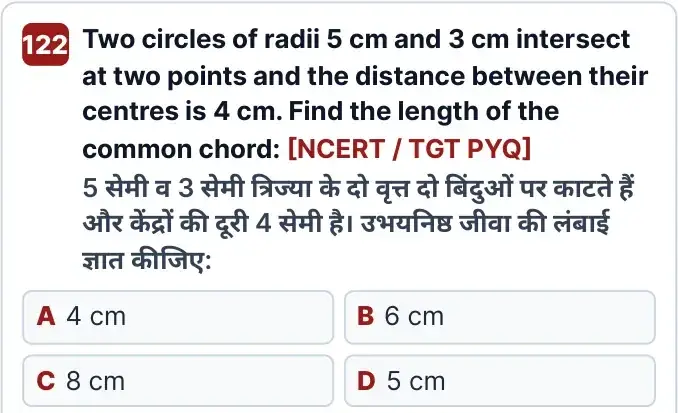 122 Two circles of radii 5 cm and 3 cm intersect
at two points and the distance between their
centres is 4 cm. Find the length of the
common chord: [NCERT / TGT PYQ]
5 सेमी व 3 सेमी त्रिज्या के दो वृत्त दो बिंदुओं पर काटते हैं
और केंद्रों की दूरी 4 सेमी है। उभयनिष्ठ जीवा की लंबाई
ज्ञात कीजिए:
A 4 cm
B 6 cm
C 8 cm
D 5 cm